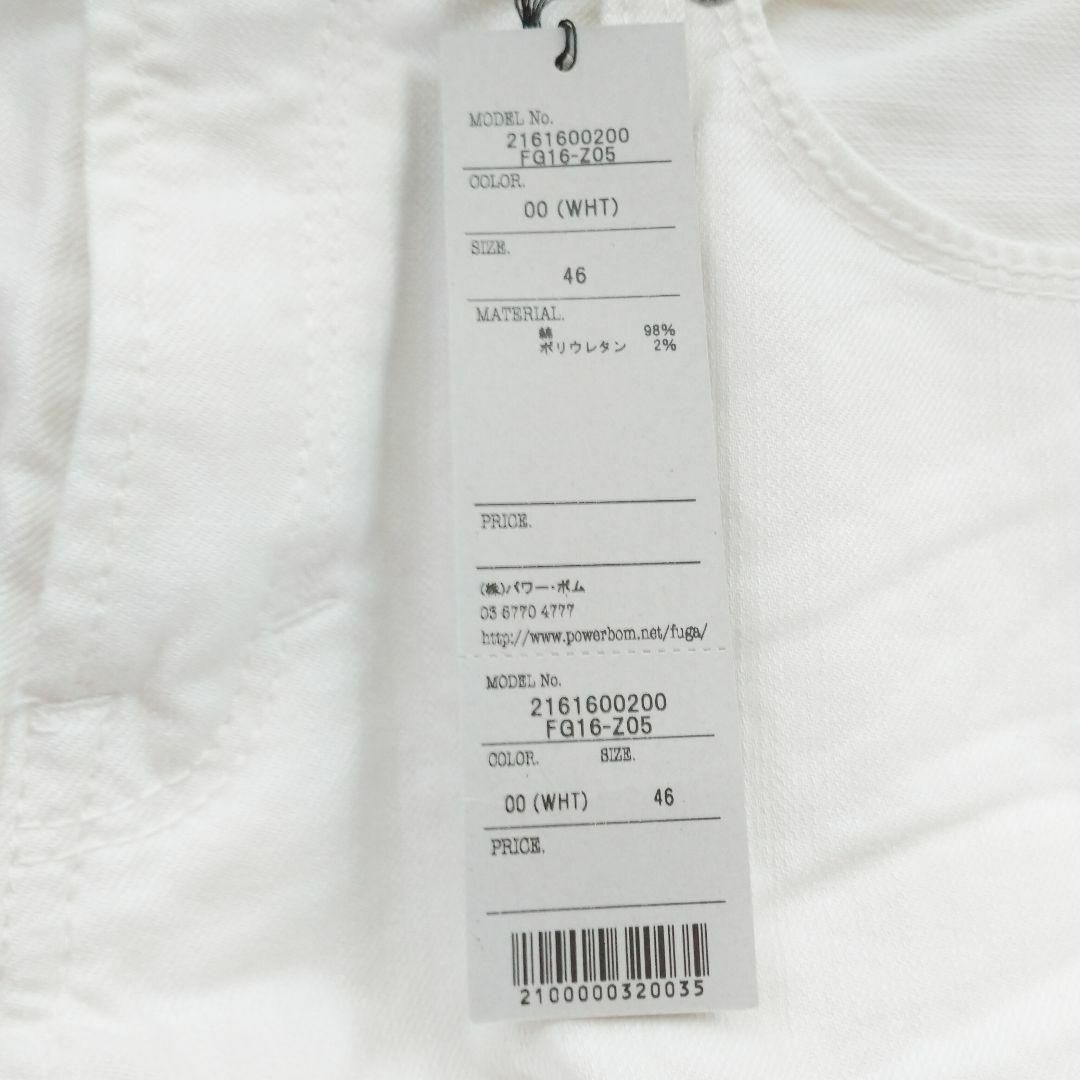 MODEL No.
2161600200
FG16-Z05
COLOR.
00 (WHT)
SIZE.
46
MATERIAL.
綿 98%
ポリウレタン 2%
PRICE.
(株)パワー・ボム
03 6770 4777
http://www.powerbom.net/fuga/
MODEL No.
2161600200
FG16-Z05
COLOR. SIZE.
00 (WHT) 46
PRICE.
2100000320035